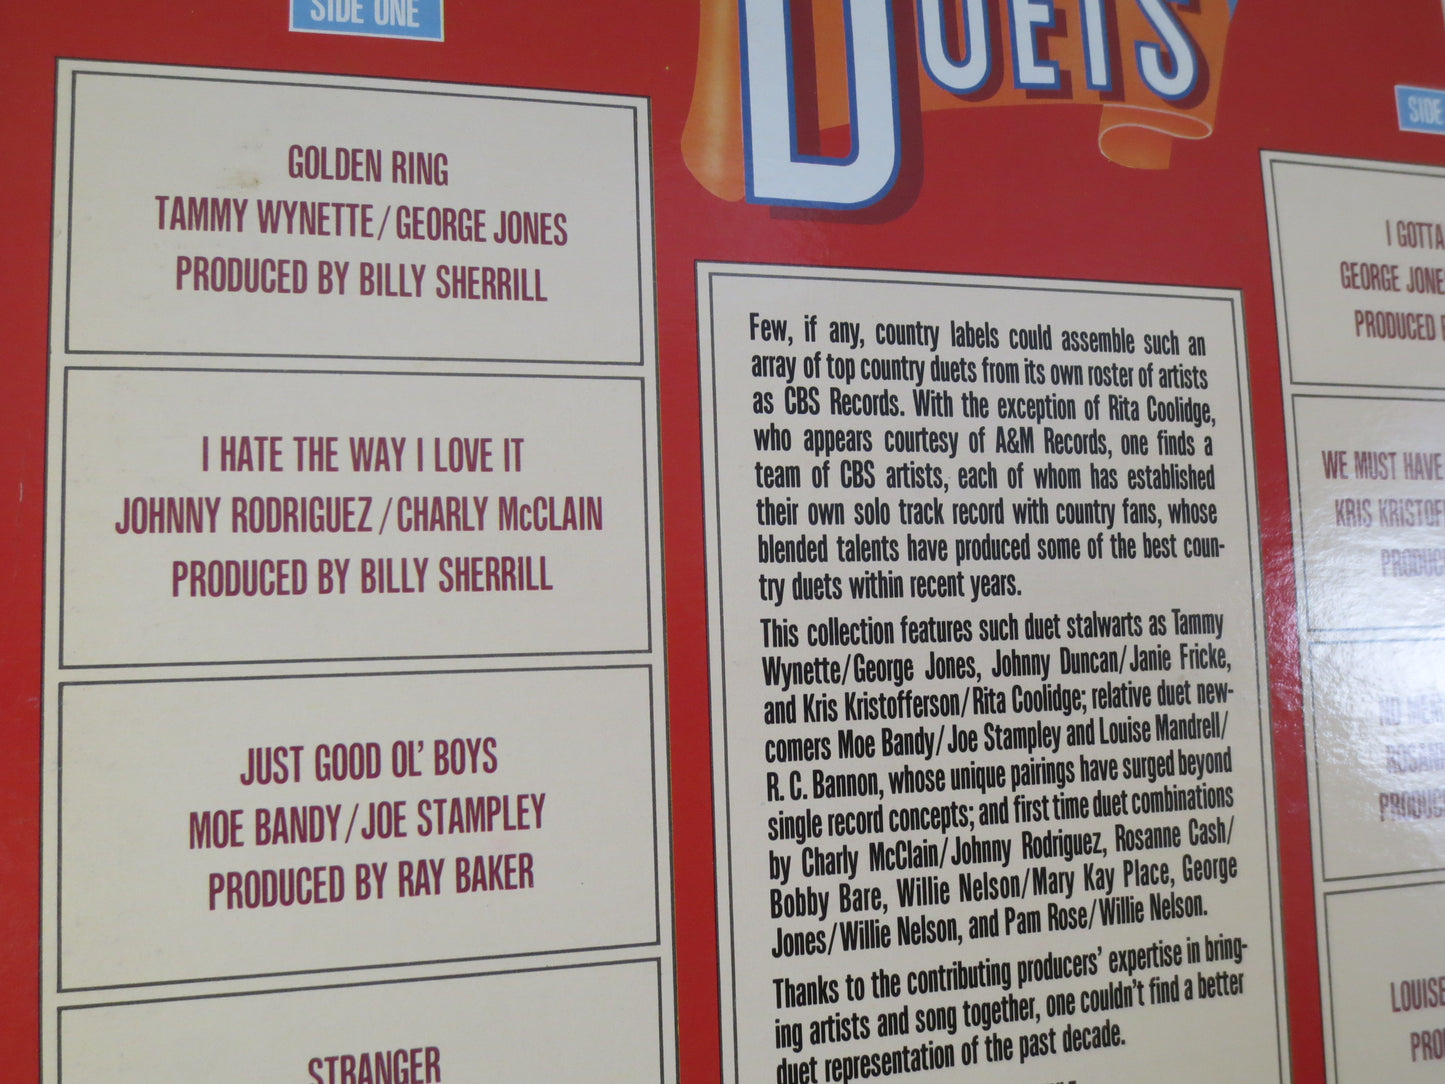 SIDE ONE
DUETS
SIDE
GOLDEN RING
TAMMY WYNETTE/GEORGE JONES
PRODUCED BY BILLY SHERRILL
I HATE THE WAY I LOVE IT
JOHNNY RODRIGUEZ/CHARLY McCLAIN
PRODUCED BY BILLY SHERRILL
JUST GOOD OL' BOYS
MOE BANDY/JOE STAMPLEY
PRODUCED BY RAY BAKER
STRANGER
Few, if any, country labels could assemble such an
array of top country duets from its own roster of artists
as CBS Records. With the exception of Rita Coolidge,
who appears courtesy of A&M Records, one finds a
team of CBS artists, each of whom has established
their own solo track record with country fans, whose
blended talents have produced some of the best coun-
try duets within recent years.
This collection features such duet stalwarts as Tammy
Wynette/George Jones, Johnny Duncan/Janie Fricke,
and Kris Kristofferson/Rita Coolidge; relative duet new-
comers Moe Bandy/Joe Stampley and Louise Mandrell/
R. C. Bannon, whose unique pairings have surged beyond
single record concepts; and first time duet combinations
by Charly McClain/Johnny Rodriguez, Rosanne Cash/
Bobby Bare, Willie Nelson/Mary Kay Place, George
Jones/Willie Nelson, and Pam Rose/Willie Nelson.
Thanks to the contributing producers' expertise in bring-
ing artists and song together, one couldn't find a better
duet representation of the past decade.
I GOTTA
GEORGE JONE
PRODUCED
WE MUST HAVE
KRIS KRISTOF
PRODUC
NO MEM
ROSANN
PRODUC
LOUISE
PRO